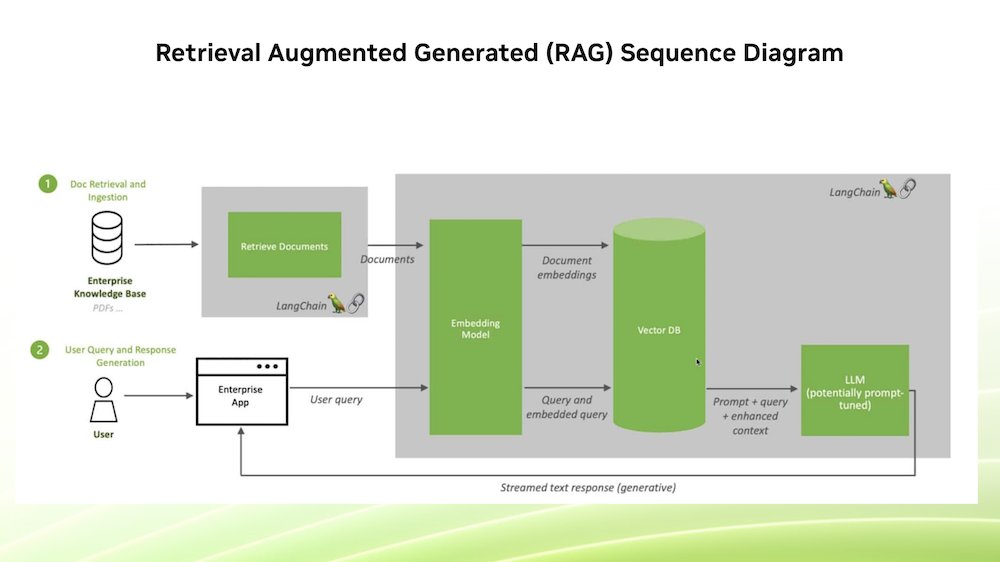 Retrieval Augmented Generated (RAG) Sequence Diagram
1
Doc Retrieval and
Ingestion
Enterprise
Knowledge Base
PDFs ...
Retrieve Documents
LangChain
Documents
LangChain
Embedding
Model
Document
embeddings
Vector DB
2
User Query and Response
Generation
User
Enterprise
App
User query
Query and
embedded query
Prompt + query
+ enhanced
context
LLM
(potentially prompt-
tuned)
Streamed text response (generative)